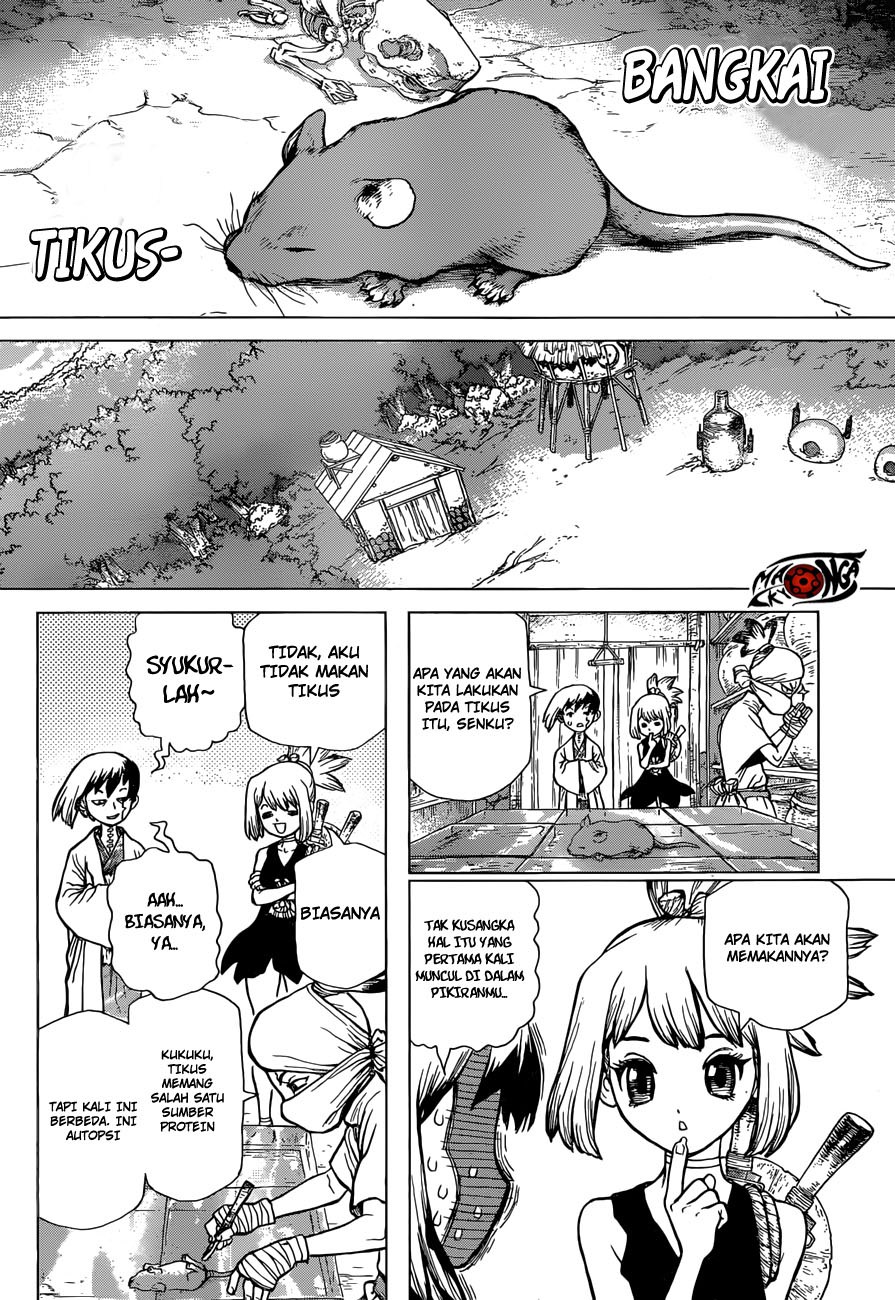 BANGKAI
TIKUS-
APA YANG AKAN
KITA LAKUKAN
PADA TIKUS
ITU, SENKU?
APA KITA AKAN
MEMAKANNYA?
TAK KUSANGKA
HAL ITU YANG
PERTAMA KALI
MUNCUL DI DALAM
PIKIRANMU...
TIDAK, AKU
TIDAK MAKAN
TIKUS
SYUKUR-
LAH~
BIASANYA
AAH...
BIASANYA,
YA...
KUKUKU,
TIKUS
MEMANG
SALAH SATU
SUMBER
PROTEIN
TAPI KALI INI
BERBEDA. INI
AUTOPSI